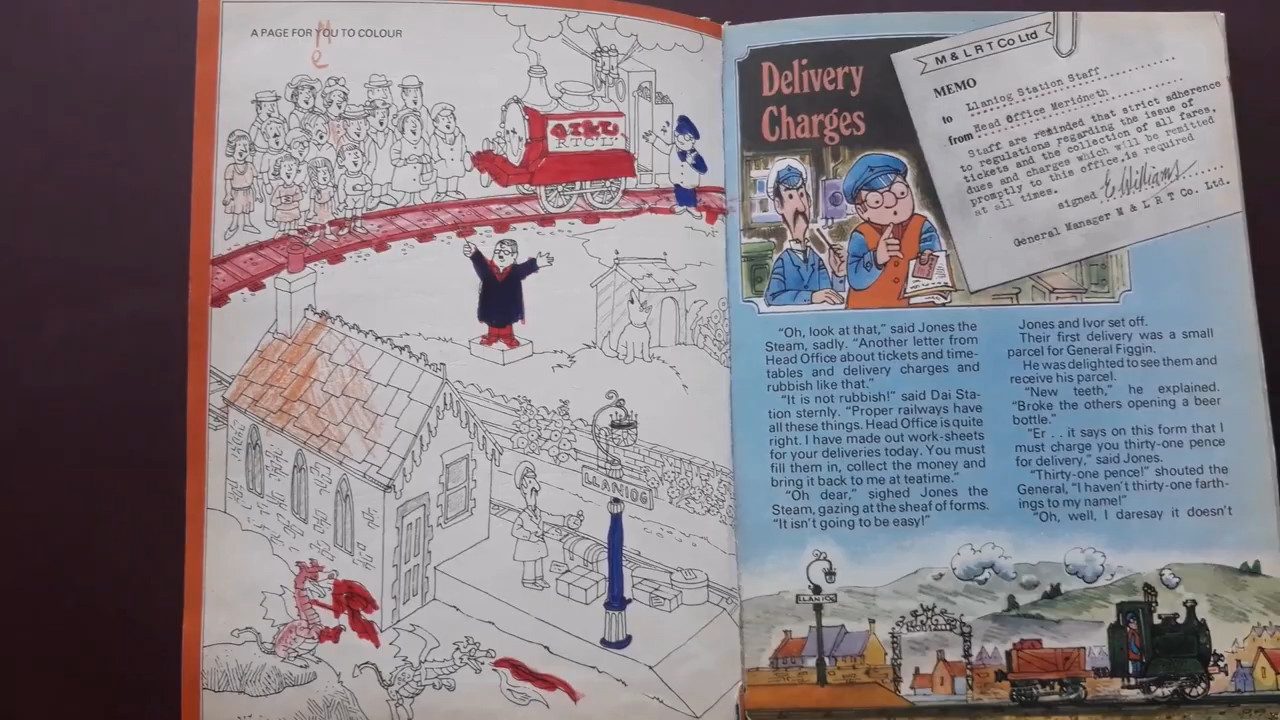 A PAGE FOR YOU TO COLOUR
Me
RTCL
LLANIOG
Delivery
Charges
M & L R T Co Ltd
MEMO
to Llaniog Station Staff
from Head Office Merioneth
Staff are reminded that strict adherence
to regulations regarding the issue of
tickets and the collection of all fares,
dues and charges which will be remitted
promptly to this office, is required
at all times.
signed E Williams
General Manager M & L R T Co. Ltd.
"Oh, look at that," said Jones the
Steam, sadly. "Another letter from
Head Office about tickets and time-
tables and delivery charges and
rubbish like that."
"It is not rubbish!" said Dai Sta-
tion sternly. "Proper railways have
all these things. Head Office is quite
right. I have made out work-sheets
for your deliveries today. You must
fill them in, collect the money and
bring it back to me at teatime."
"Oh dear," sighed Jones the
Steam, gazing at the sheaf of forms.
"It isn't going to be easy!"
Jones and Ivor set off.
Their first delivery was a small
parcel for General Figgin.
He was delighted to see them and
receive his parcel.
"New teeth," he explained.
"Broke the others opening a beer
bottle."
"Er . . it says on this form that I
must charge you thirty-one pence
for delivery," said Jones.
"Thirty-one pence!" shouted the
General, "I haven't thirty-one farth-
ings to my name!"
"Oh, well, I daresay it doesn't
LLANIOG